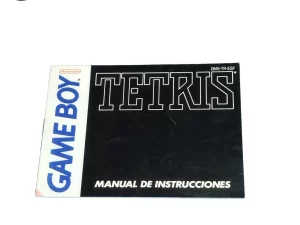 Nintendo
GAME BOY
DMG-TR-ESP
TETRIS
MANUAL DE INSTRUCCIONES